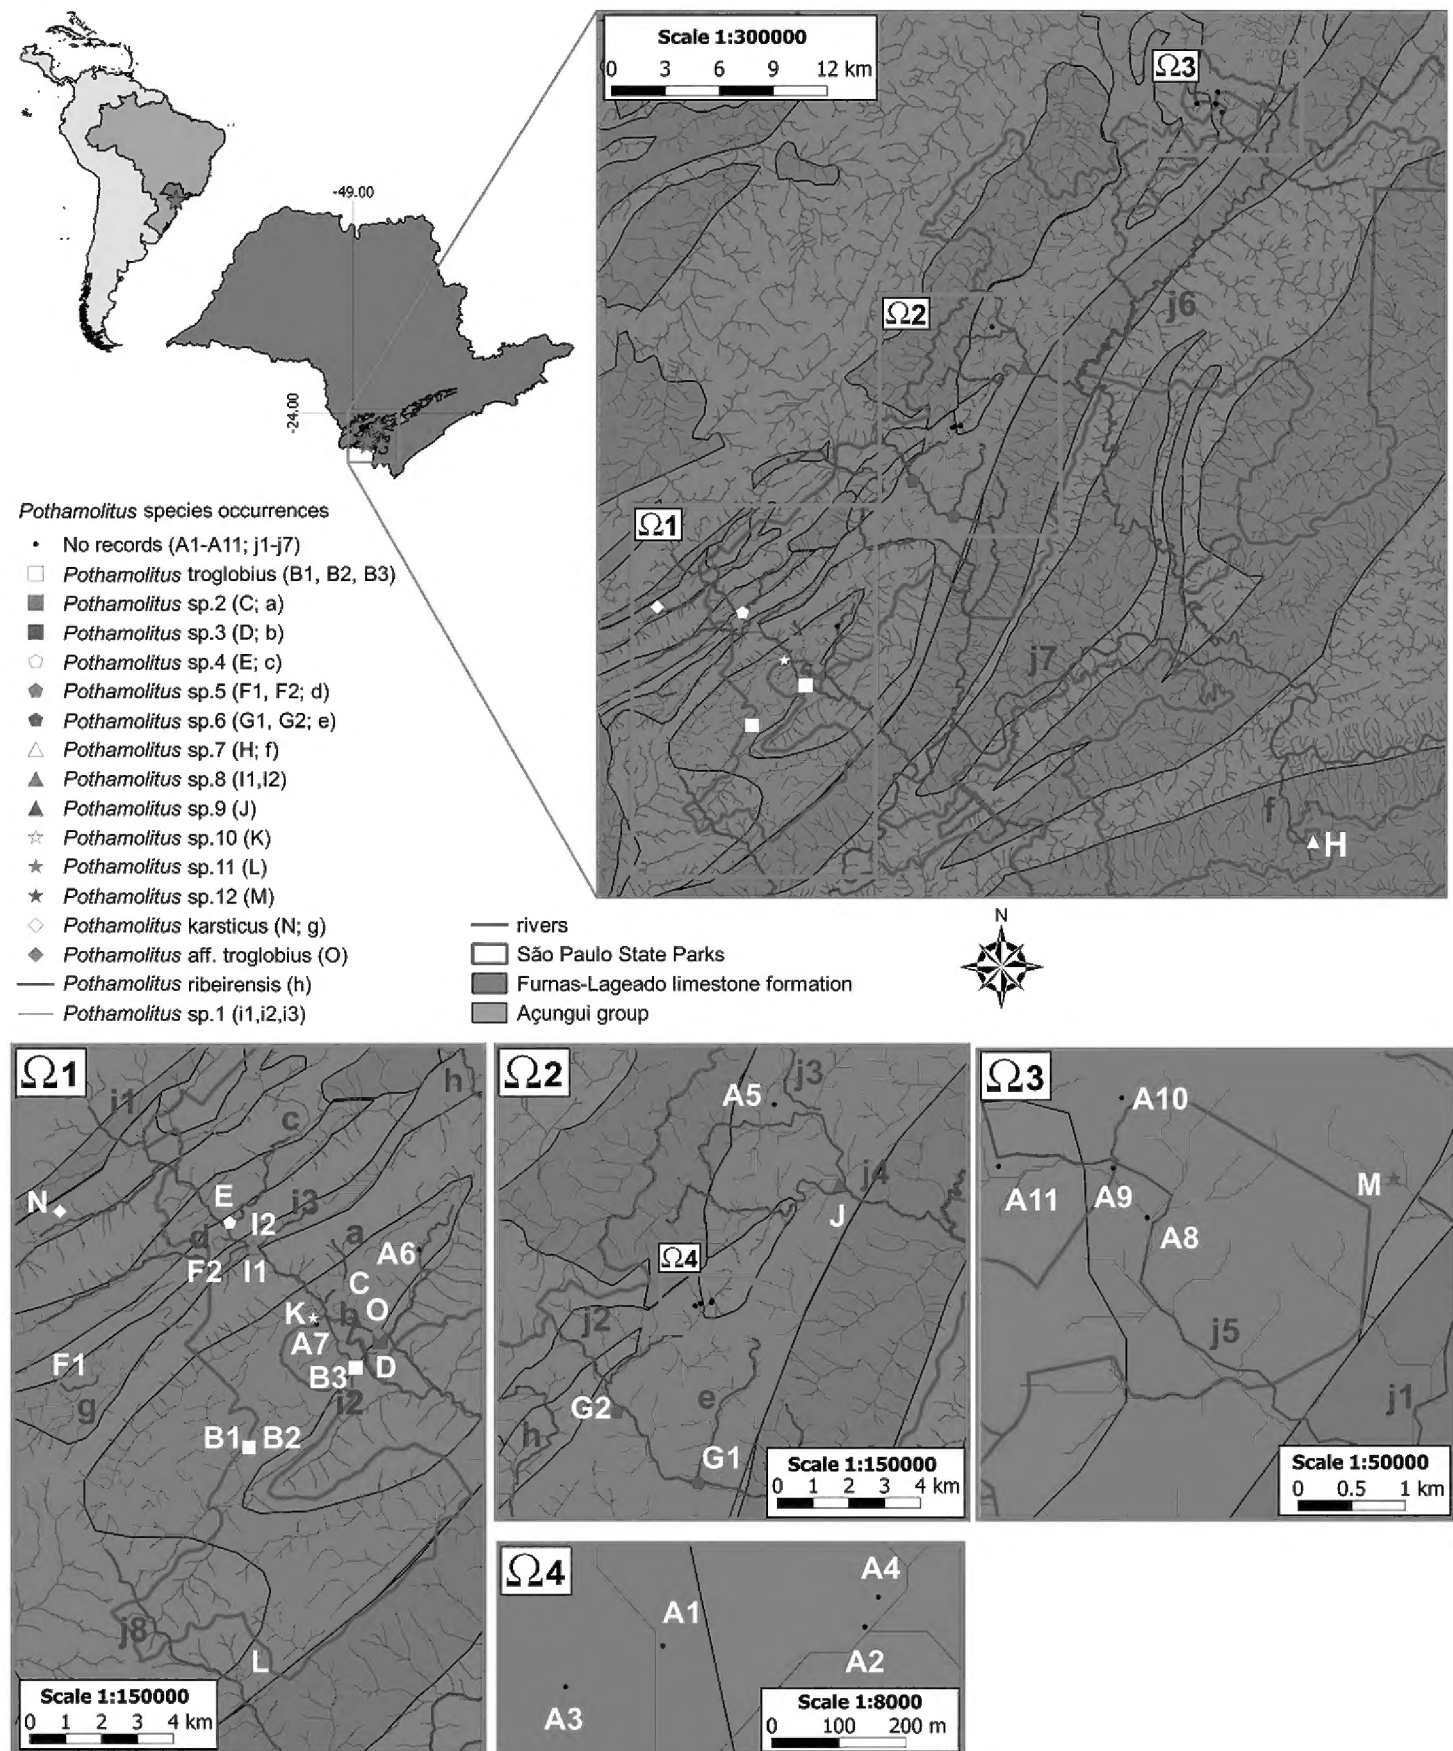 Scale 1:300000
0 3 6 9 12 km
Ω3
-49.00
j6
Ω2
-24.00
Pothamolitus species occurrences
No records (A1-A11; j1-j7)
Pothamolitus troglobius (B1, B2, B3)
Pothamolitus sp.2 (C; a)
Pothamolitus sp.3 (D; b)
Pothamolitus sp.4 (E; c)
Pothamolitus sp.5 (F1, F2; d)
Pothamolitus sp.6 (G1, G2; e)
Pothamolitus sp.7 (H; f)
Pothamolitus sp.8 (I1,I2)
Pothamolitus sp.9 (J)
Pothamolitus sp.10 (K)
Pothamolitus sp.11 (L)
Pothamolitus sp.12 (M)
Pothamolitus karsticus (N; g)
Pothamolitus aff. troglobius (O)
Pothamolitus ribeirensis (h)
Pothamolitus sp.1 (i1,i2,i3)
Ω1
j7
f
H
rivers
São Paulo State Parks
Furnas-Lageado limestone formation
Açungui group
N
Ω1
h
i1
c
N
E
I2
i3
d
a
F2
I1
A6
C
O
K
b
A7
F1
B3
D
g
i2
B1
B2
j8
L
Scale 1:150000
0 1 2 3 4 km
Ω2
j3
A5
j4
J
Ω4
j2
G2
e
h
G1
Scale 1:150000
0 1 2 3 4 km
Ω3
A10
M
A11
A9
A8
j5
j1
Scale 1:50000
0 0.5 1 km
Ω4
A4
A1
A2
A3
Scale 1:8000
0 100 200 m